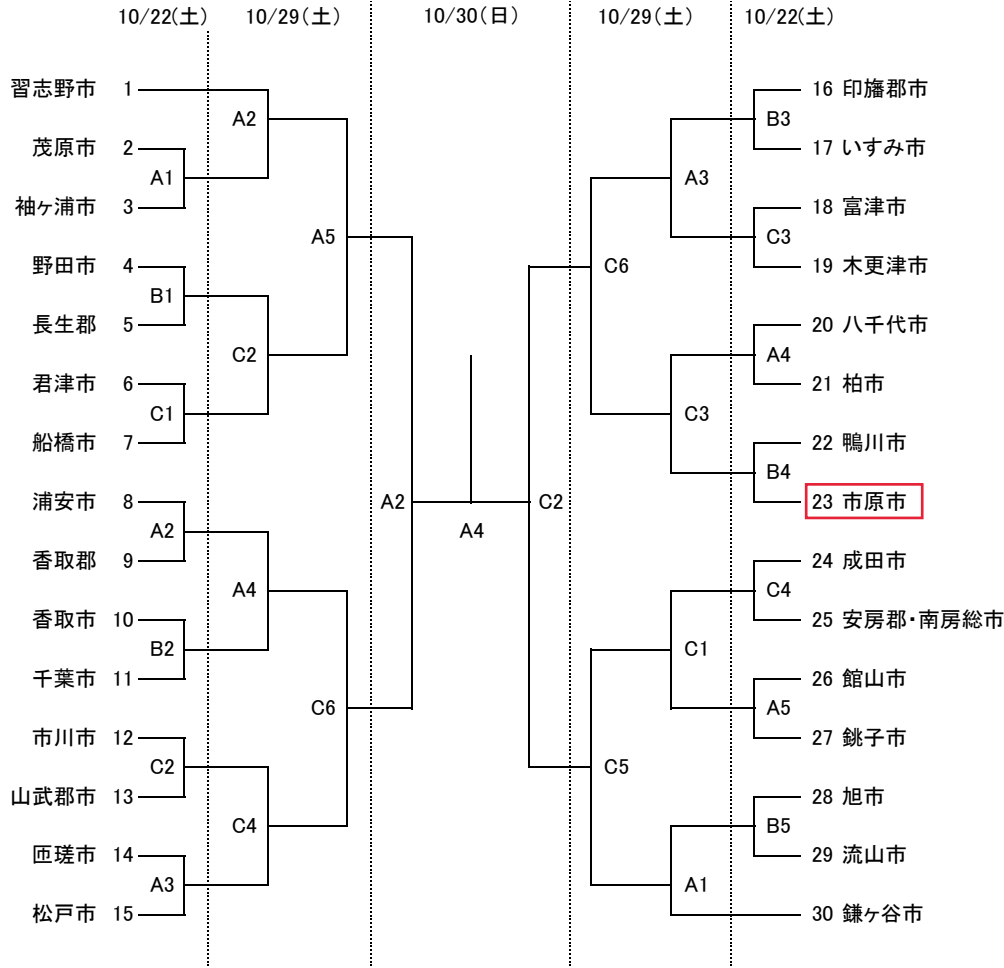 10/22(土) 10/29(土) 10/30(日) 10/29(土) 10/22(土)
習志野市 1
茂原市 2
袖ヶ浦市 3
野田市 4
長生郡 5
君津市 6
船橋市 7
浦安市 8
香取郡 9
香取市 10
千葉市 11
市川市 12
山武郡市 13
匝瑳市 14
松戸市 15
A1
B1
C1
A2
B2
C2
A3
A2
C2
A4
C4
A5
C6
A2
A4
C2
C6
C5
A3
C3
C1
A1
B3
C3
A4
B4
C4
A5
B5
16 印旛郡市
17 いすみ市
18 富津市
19 木更津市
20 八千代市
21 柏市
22 鴨川市
23 市原市
24 成田市
25 安房郡・南房総市
26 館山市
27 銚子市
28 旭市
29 流山市
30 鎌ヶ谷市